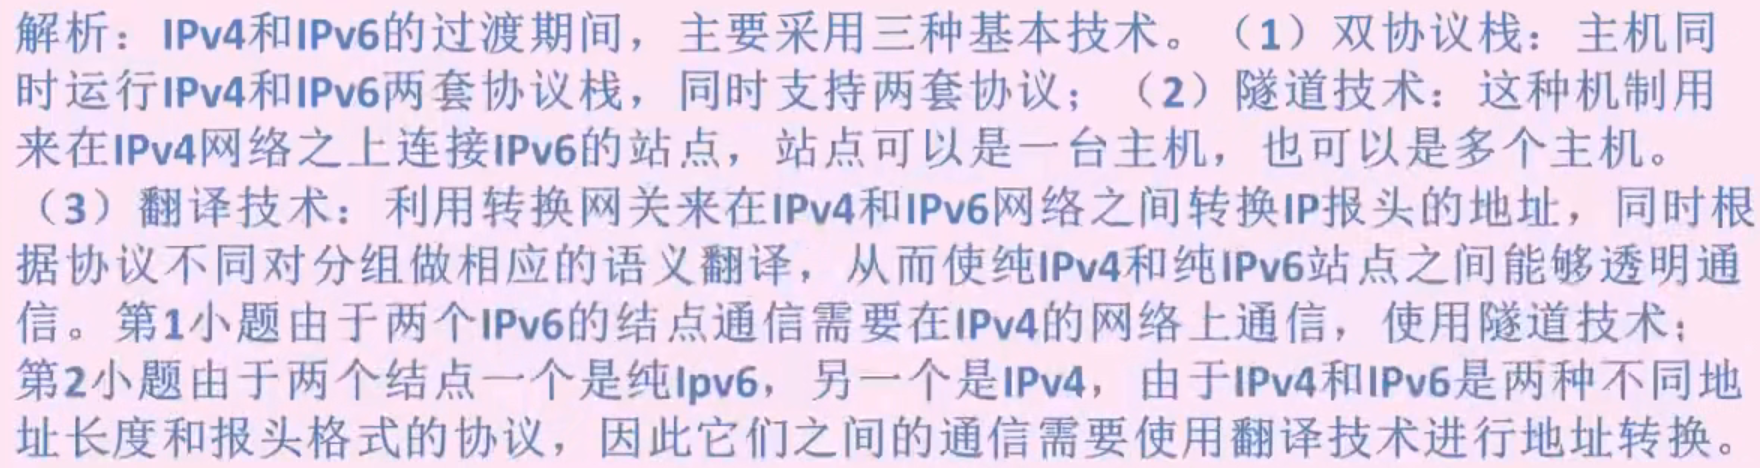 解析：IPv4和IPv6的过渡期间，主要采用三种基本技术。（1）双协议栈：主机同
时运行IPv4和IPv6两套协议栈，同时支持两套协议；（2）隧道技术：这种机制用
来在IPv4网络之上连接IPv6的站点，站点可以是一台主机，也可以是多个主机。
（3）翻译技术：利用转换网关来在IPv4和IPv6网络之间转换IP报头的地址，同时根
据协议不同对分组做相应的语义翻译，从而使纯IPv4和纯IPv6站点之间能够透明通
信。第1小题由于两个IPv6的结点通信需要在IPv4的网络上通信，使用隧道技术；
第2小题由于两个结点一个是纯Ipv6，另一个是IPv4，由于IPv4和IPv6是两种不同地
址长度和报头格式的协议，因此它们之间的通信需要使用翻译技术进行地址转换。